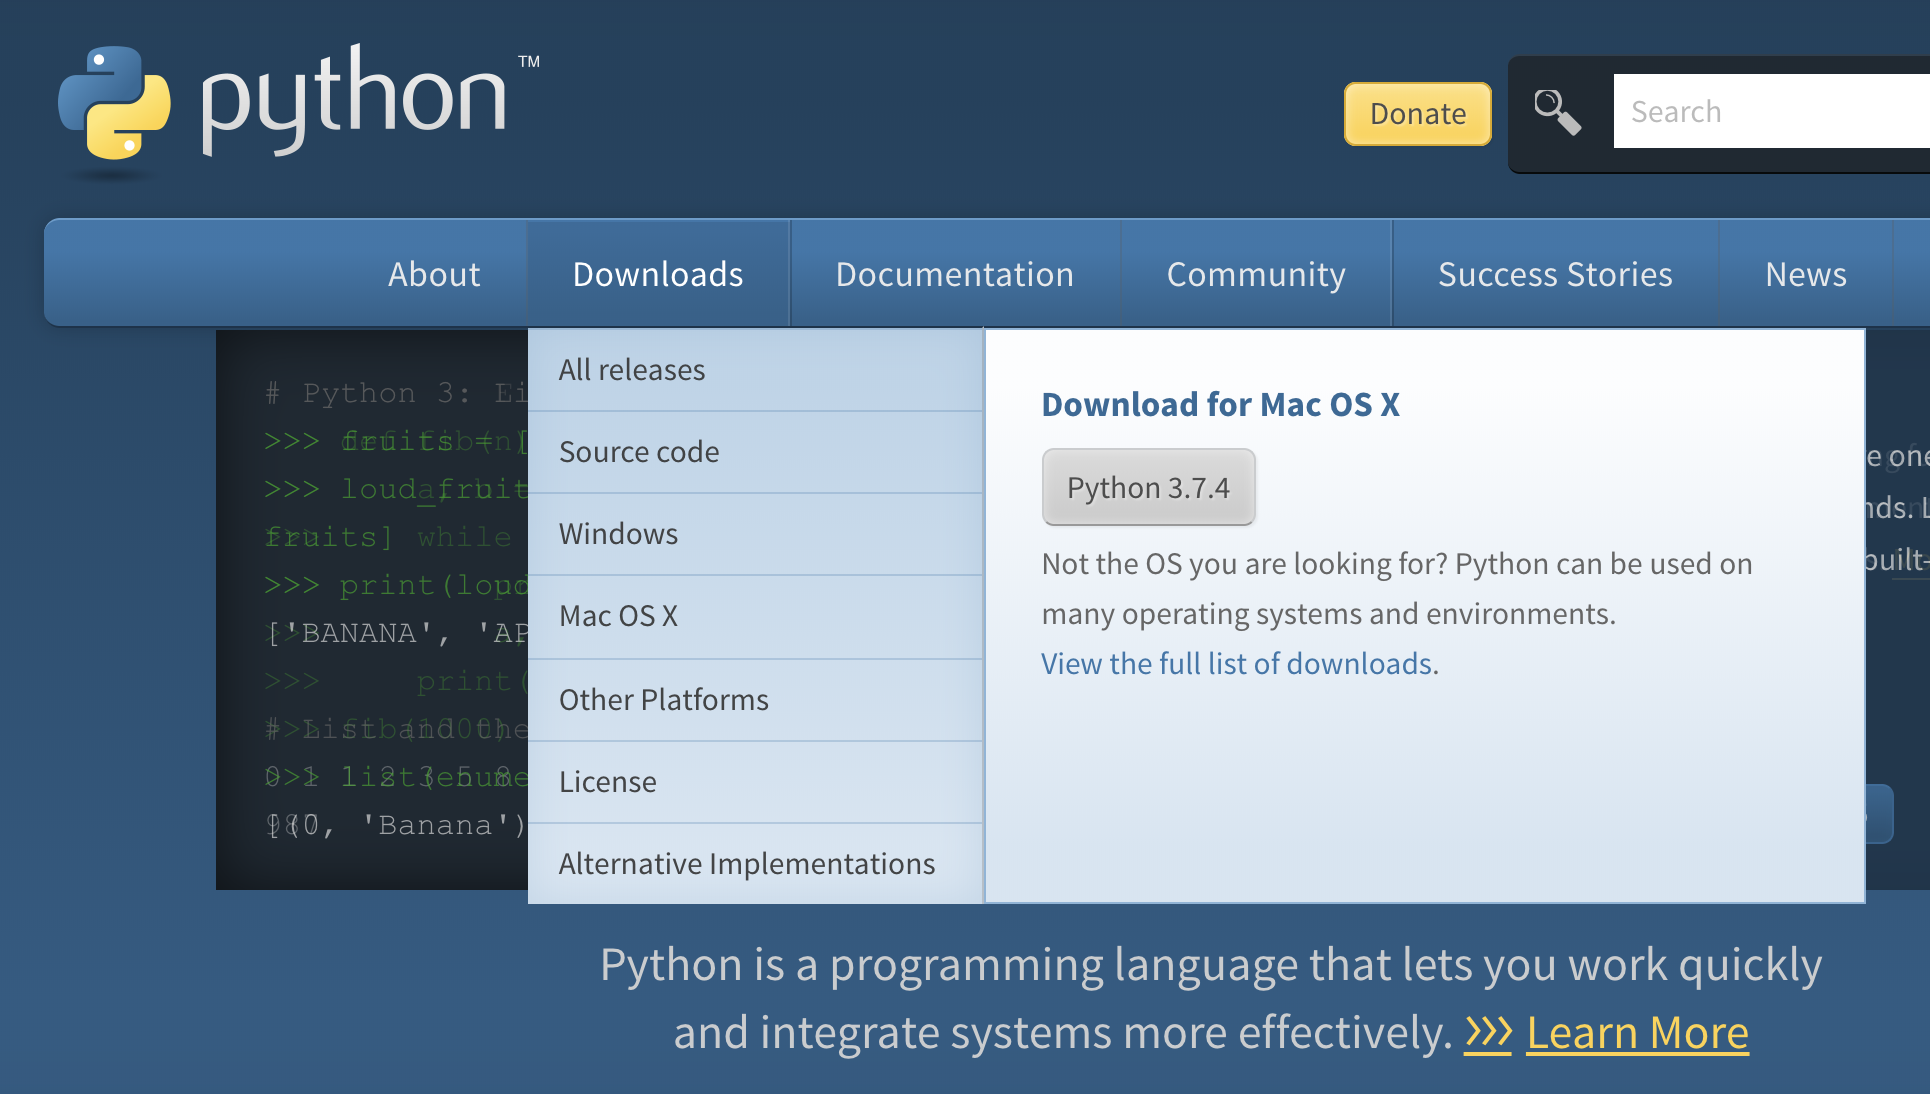 python™
Donate
Search
About
Downloads
Documentation
Community
Success Stories
News
All releases
Source code
Windows
Mac OS X
Other Platforms
License
Alternative Implementations
Download for Mac OS X
Python 3.7.4
Not the OS you are looking for? Python can be used on
many operating systems and environments.
View the full list of downloads.
# Python 3: Ei
>>> fruits = [
>>> loud_fruit
fruits] while
>>> print(loud
['BANANA', 'AP
>>> print(
# List and the
>>> list(enume
[(0, 'Banana')
e one
nds. L
built-
Python is a programming language that lets you work quickly
and integrate systems more effectively. >>> Learn More